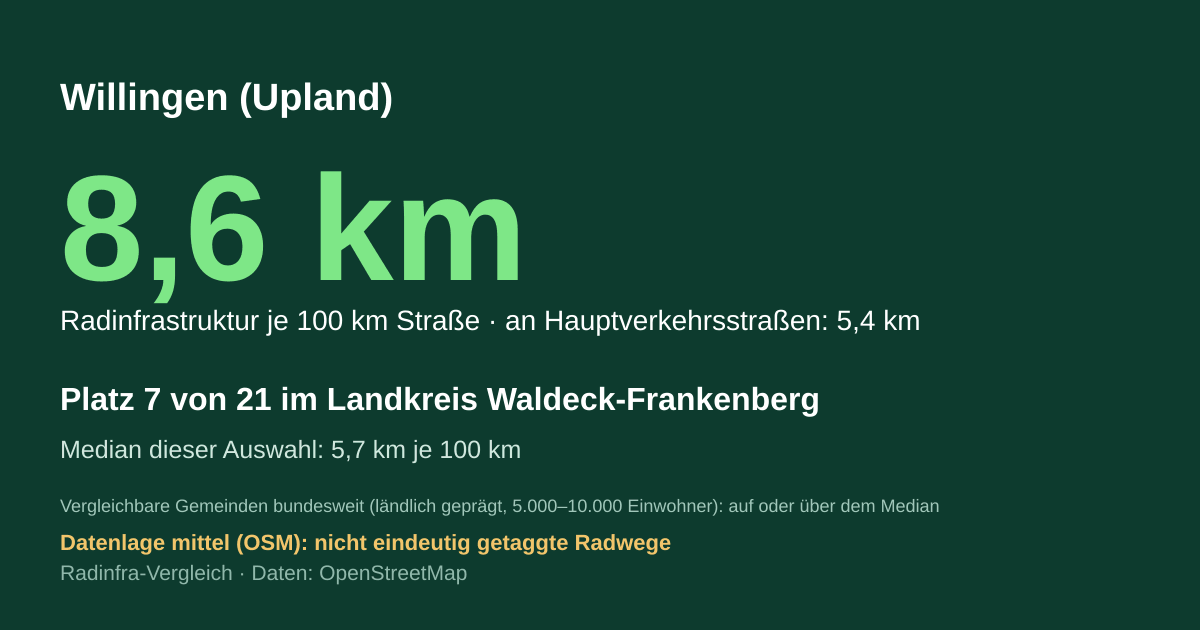 Willingen (Upland)
8,6 km
Radinfrastruktur je 100 km Straße · an Hauptverkehrsstraßen: 5,4 km
Platz 7 von 21 im Landkreis Waldeck-Frankenberg
Median dieser Auswahl: 5,7 km je 100 km
Vergleichbare Gemeinden bundesweit (ländlich geprägt, 5.000–10.000 Einwohner): auf oder über dem Median
Datenlage mittel (OSM): nicht eindeutig getaggte Radwege
Radinfra-Vergleich · Daten: OpenStreetMap